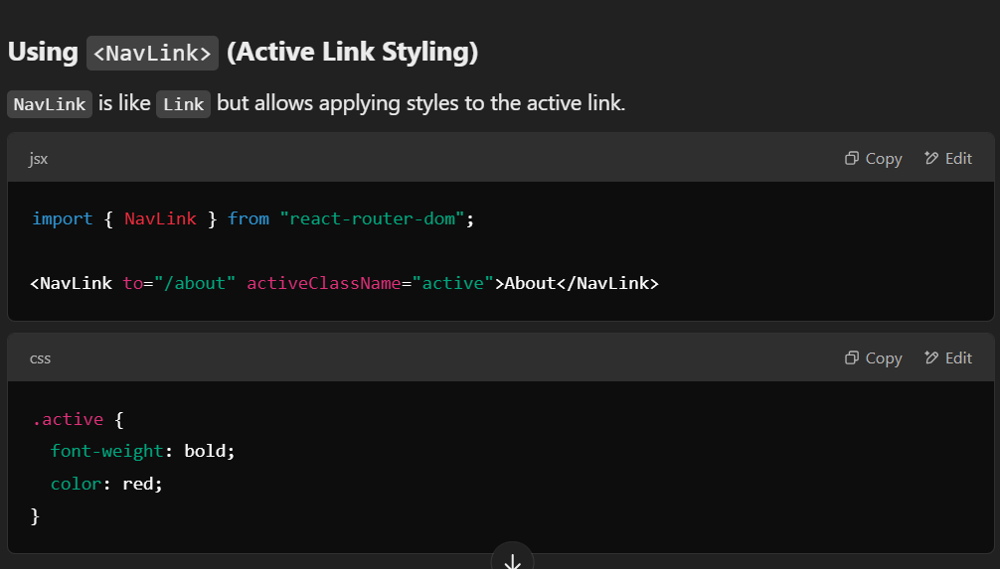 Using <NavLink> (Active Link Styling)
NavLink is like Link but allows applying styles to the active link.
jsx Copy Edit
import { NavLink } from "react-router-dom";
<NavLink to="/about" activeClassName="active">About</NavLink>
css Copy Edit
.active {
  font-weight: bold;
  color: red;
}